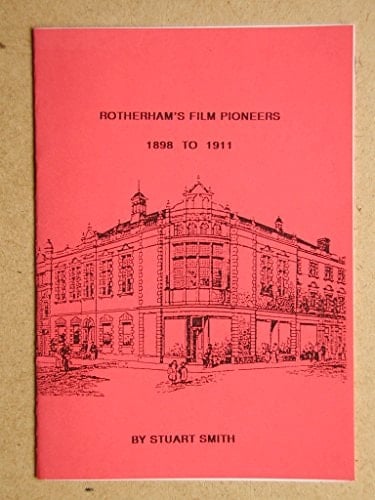 ROTHERHAM'S FILM PIONEERS
1898 TO 1911
BY STUART SMITH